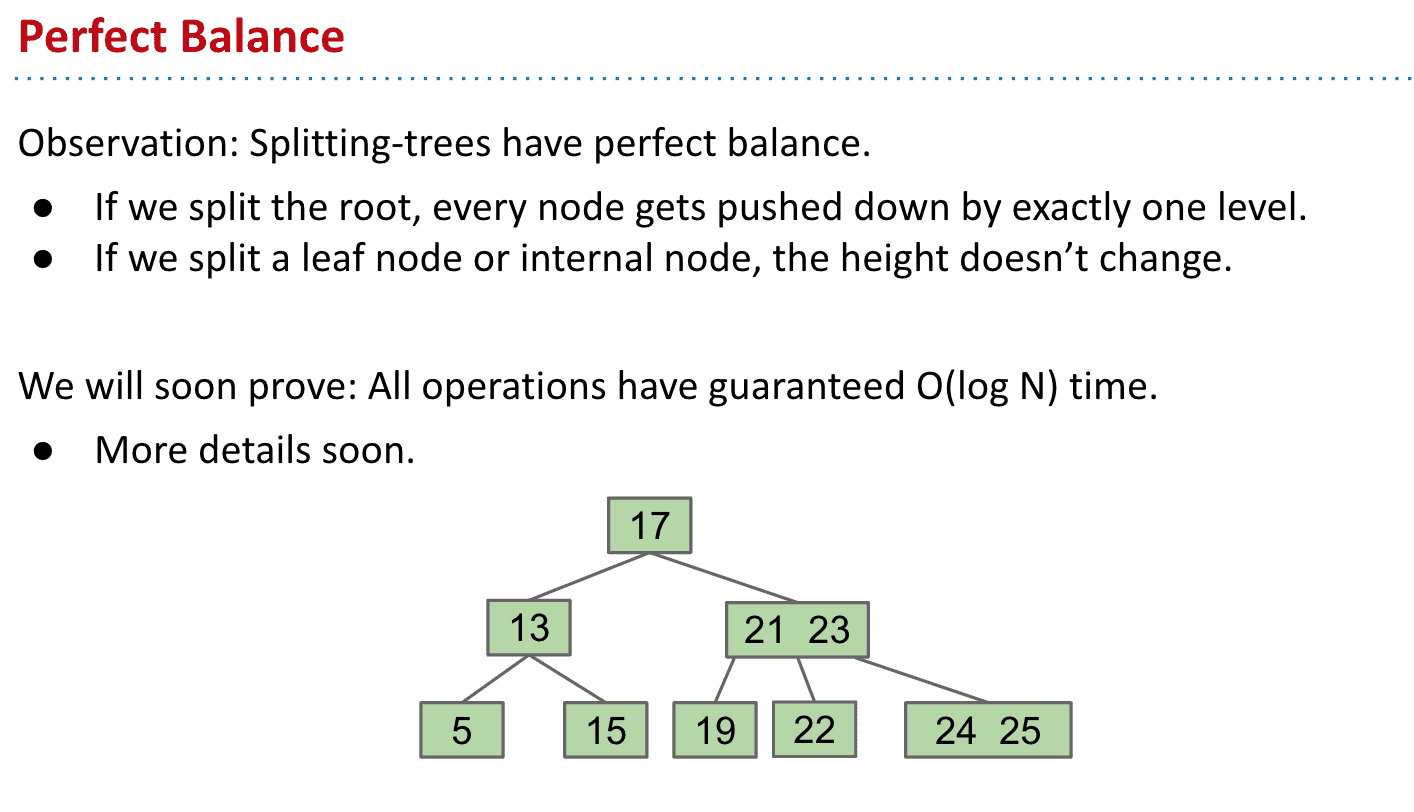 Perfect Balance
Observation: Splitting-trees have perfect balance.
● If we split the root, every node gets pushed down by exactly one level.
● If we split a leaf node or internal node, the height doesn’t change.
We will soon prove: All operations have guaranteed O(log N) time.
● More details soon.
17
13
21 23
5
15
19
22
24 25